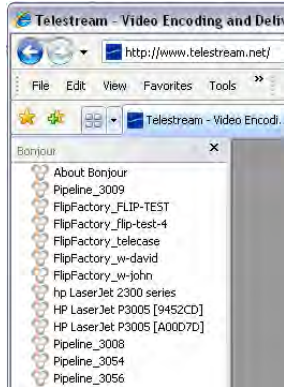 Telestream - Video Encoding and Deliv
http://www.telestream.net/
File Edit View Favorites Tools »
Telestream - Video Encodi...
Bonjour x
About Bonjour
Pipeline_3009
FlipFactory_FLIP-TEST
FlipFactory_flip-test-4
FlipFactory_telecase
FlipFactory_w-david
FlipFactory_w-john
hp LaserJet 2300 series
HP LaserJet P3005 [9452CD]
HP LaserJet P3005 [A00D7D]
Pipeline_3008
Pipeline_3054
Pipeline_3056